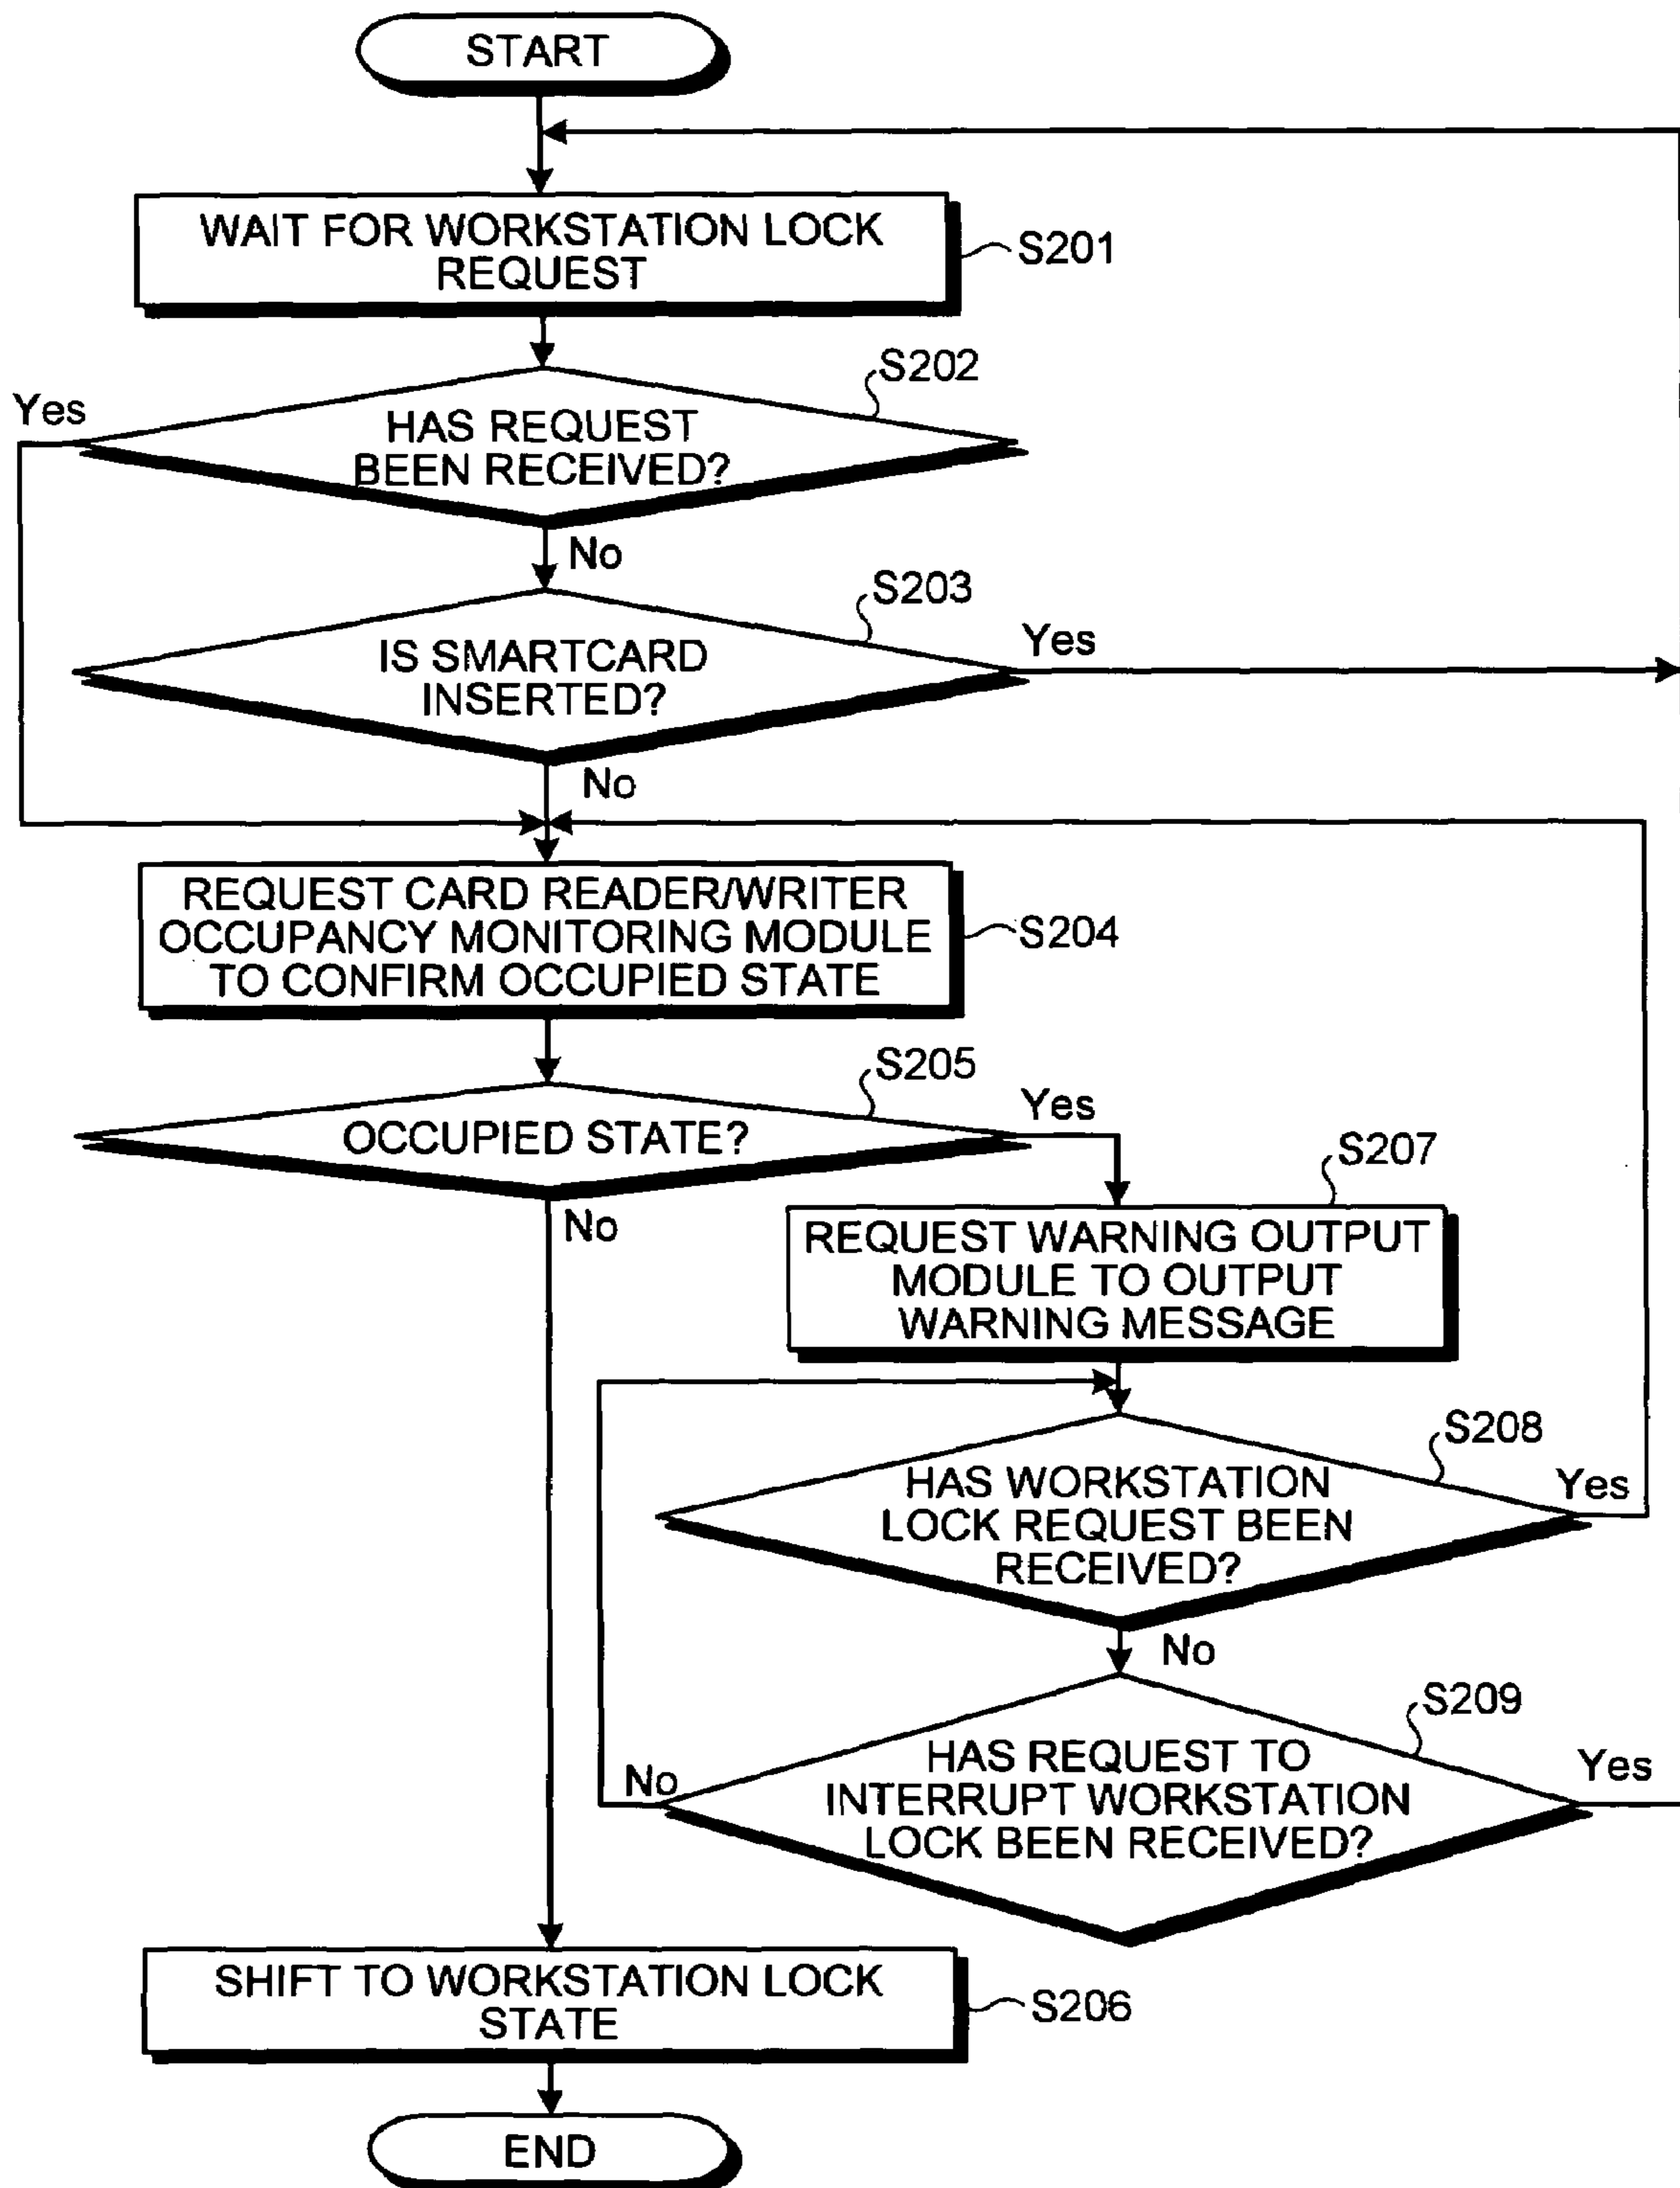 START
WAIT FOR WORKSTATION LOCK
REQUEST
S201
S202
Yes
HAS REQUEST
BEEN RECEIVED?
No
S203
Yes
IS SMARTCARD
INSERTED?
No
REQUEST CARD READER/WRITER
OCCUPANCY MONITORING MODULE
TO CONFIRM OCCUPIED STATE
S204
S205
Yes
OCCUPIED STATE?
No
S207
REQUEST WARNING OUTPUT
MODULE TO OUTPUT
WARNING MESSAGE
S208
Yes
HAS WORKSTATION
LOCK REQUEST BEEN
RECEIVED?
No
S209
Yes
No
HAS REQUEST TO
INTERRUPT WORKSTATION
LOCK BEEN RECEIVED?
SHIFT TO WORKSTATION LOCK
STATE
S206
END